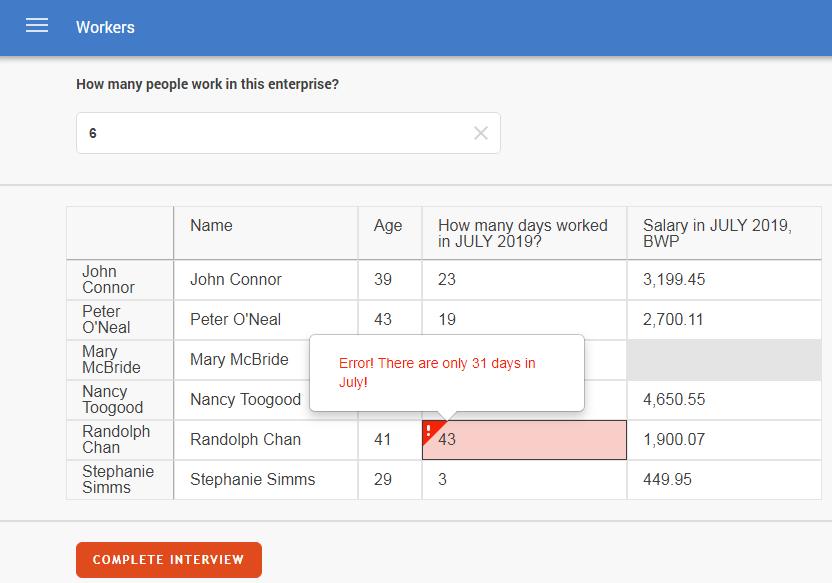 Workers
How many people work in this enterprise?
6
Name
Age
How many days worked
in JULY 2019?
Salary in JULY 2019,
BWP
John
Connor
John Connor
39
23
3,199.45
Peter
O'Neal
Peter O'Neal
43
19
2,700.11
Mary
McBride
Mary McBride
Error! There are only 31 days in
July!
Nancy
Toogood
Nancy Toogood
4,650.55
Randolph
Chan
Randolph Chan
41
!
43
1,900.07
Stephanie
Simms
Stephanie Simms
29
3
449.95
COMPLETE INTERVIEW